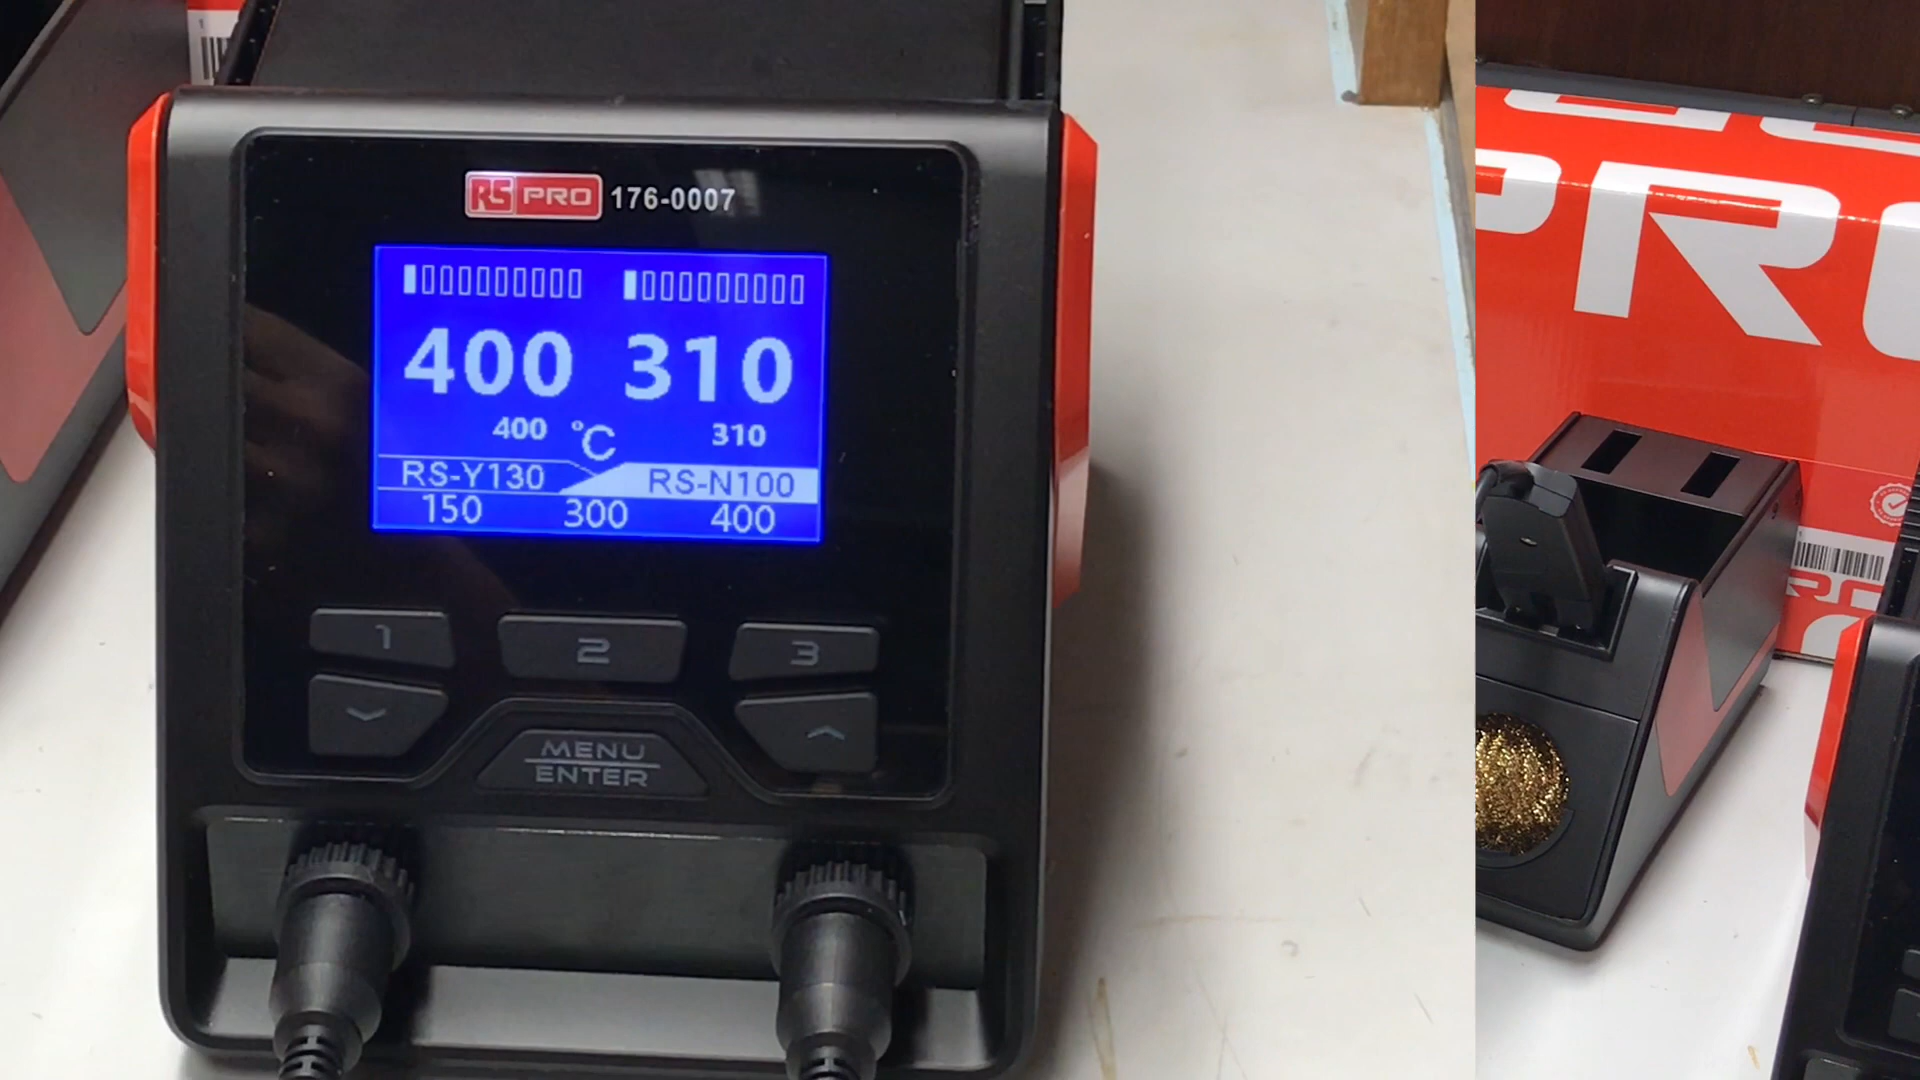 RS PRO 176-0007
400 310
400 °C 310
RS-Y130 RS-N100
150 300 400
1 2 3
MENU
ENTER
PRO